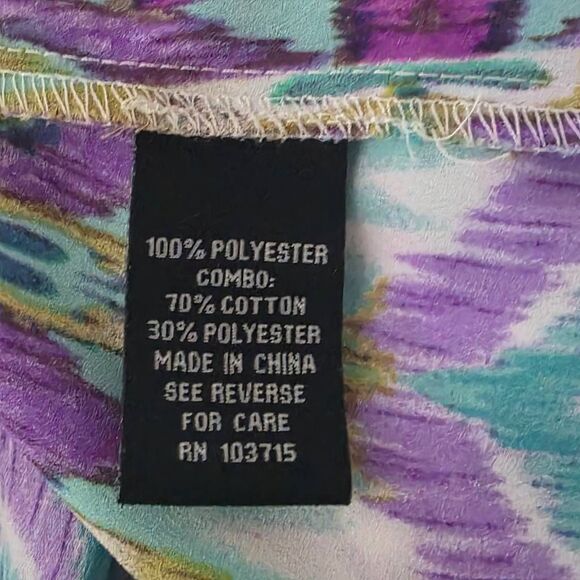 100% POLYESTER
COMBO:
70% COTTON
30% POLYESTER
MADE IN CHINA
SEE REVERSE
FOR CARE
RN 103715